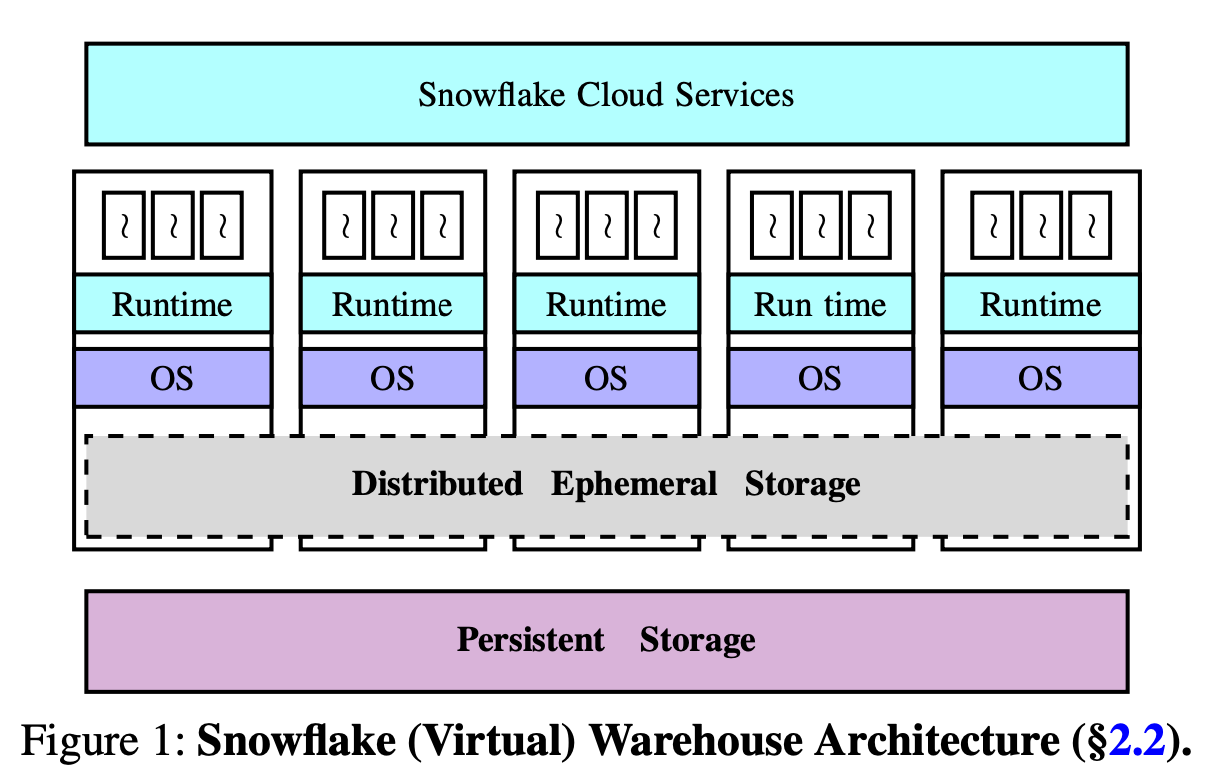 Snowflake Cloud Services
~ ~ ~ ~ ~ ~ ~ ~ ~ ~ ~ ~ ~ ~ ~
Runtime Runtime Runtime Run time Runtime
OS OS OS OS OS
Distributed Ephemeral Storage
Persistent Storage
Figure 1: Snowflake (Virtual) Warehouse Architecture (§2.2).